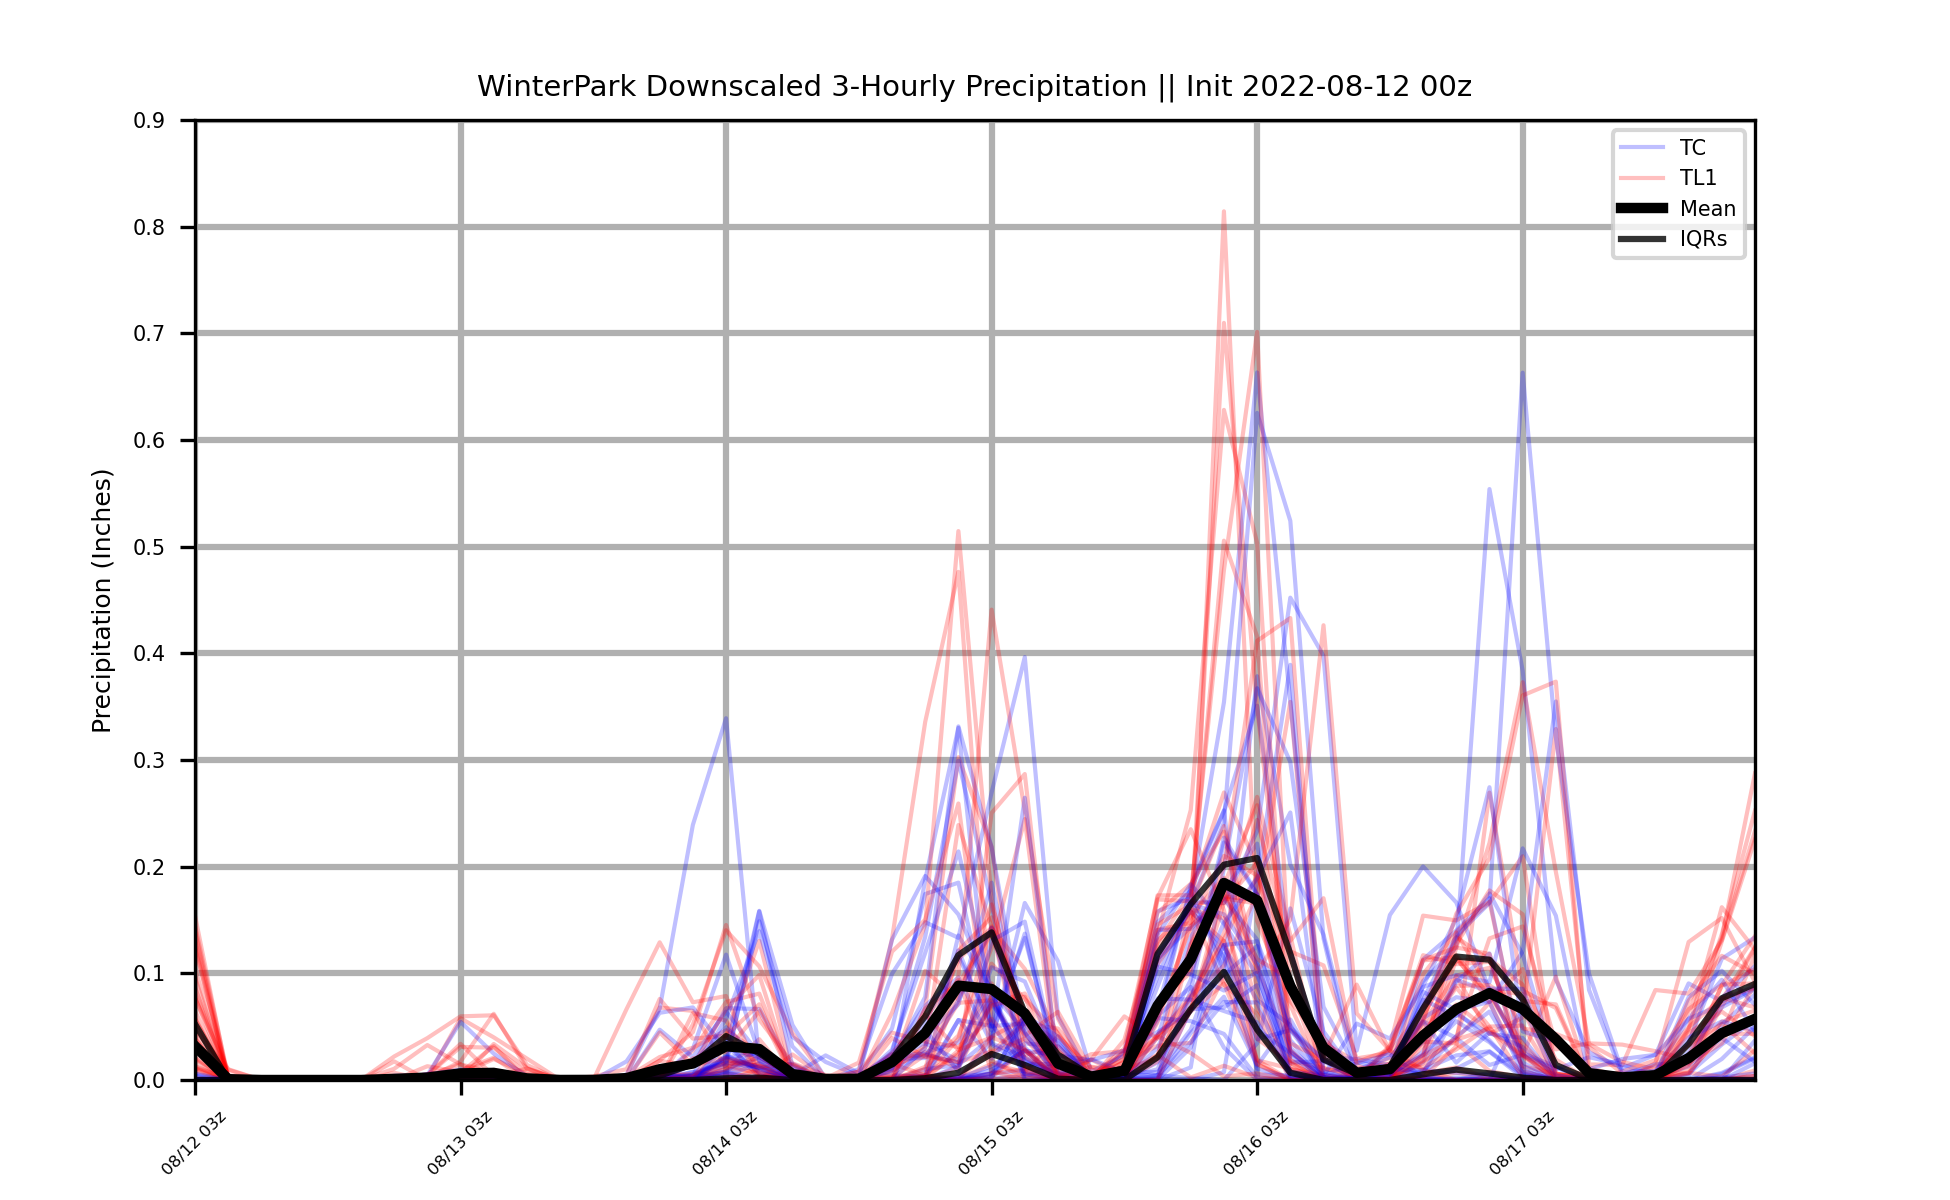 WinterPark Downscaled 3-Hourly Precipitation || Init 2022-08-12 00z
TC
TL1
Mean
IQRs
Precipitation (Inches)
0.9
0.8
0.7
0.6
0.5
0.4
0.3
0.2
0.1
0.0
08/12 03z
08/13 03z
08/14 03z
08/15 03z
08/16 03z
08/17 03z